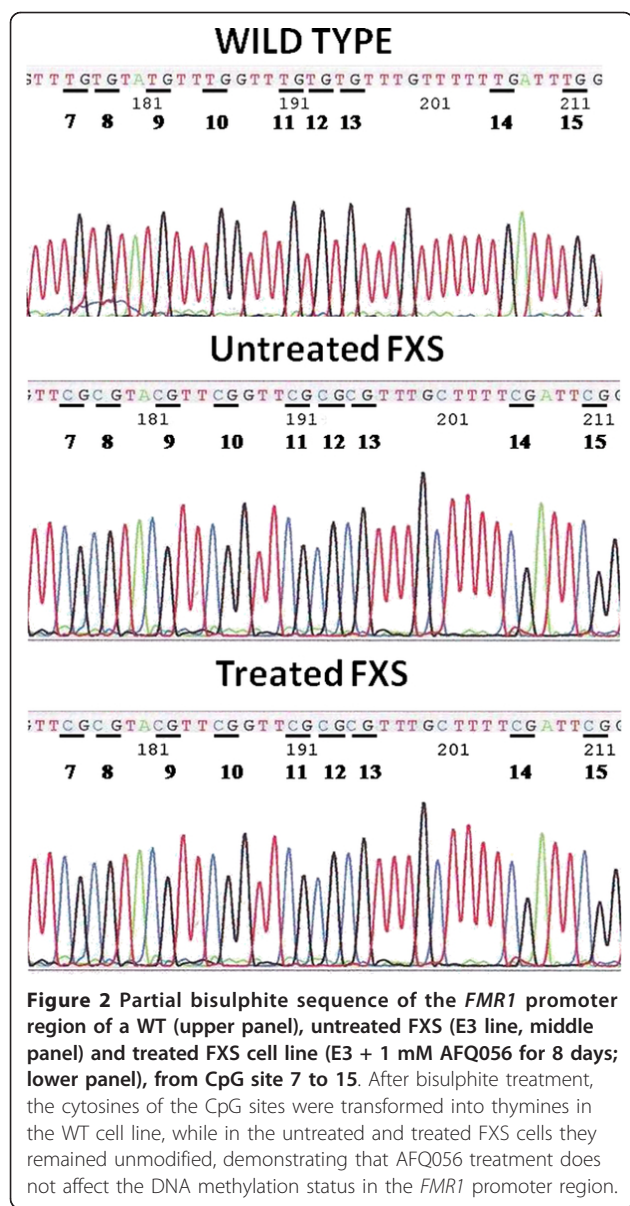 WILD TYPE
GTT TGTGTATGTTTGGTTTGTGTGTTTGTTTTTTGATTTGG
181 191 201 211
7 8 9 10 11 12 13 14 15
Untreated FXS
GTTCGCGTACGTTCGGTTCGCGCGTTTGCTTTTCGATTCGG
181 191 201 211
7 8 9 10 11 12 13 14 15
Treated FXS
GTTCGCGTACGTTCGGTTCGCGCGTTTGCTTTTCGATTCGG
181 191 201 211
7 8 9 10 11 12 13 14 15
Figure 2 Partial bisulphite sequence of the FMR1 promoter
region of a WT (upper panel), untreated FXS (E3 line, middle
panel) and treated FXS cell line (E3 + 1 mM AFQ056 for 8 days;
lower panel), from CpG site 7 to 15. After bisulphite treatment,
the cytosines of the CpG sites were transformed into thymines in
the WT cell line, while in the untreated and treated FXS cells they
remained unmodified, demonstrating that AFQ056 treatment does
not affect the DNA methylation status in the FMR1 promoter region.